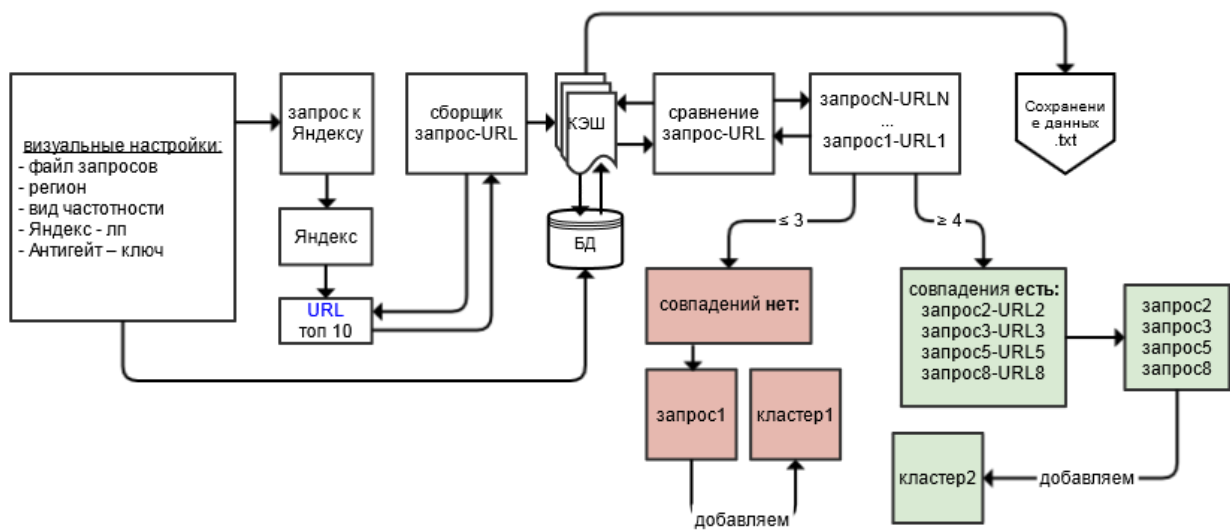 визуальные настройки:
- файл запросов
- регион
- вид частотности
- Яндекс - лп
- Антигейт – ключ
запрос к
Яндексу
Яндекс
URL
топ 10
сборщик
запрос-URL
КЭШ
БД
сравнение
запрос-URL
запросN-URLN
...
запрос1-URL1
Сохранени
е данных
.txt
≤ 3
≥ 4
совпадений нет:
запрос1
кластер1
добавляем
совпадения есть:
запрос2-URL2
запрос3-URL3
запрос5-URL5
запрос8-URL8
запрос2
запрос3
запрос5
запрос8
добавляем
кластер2